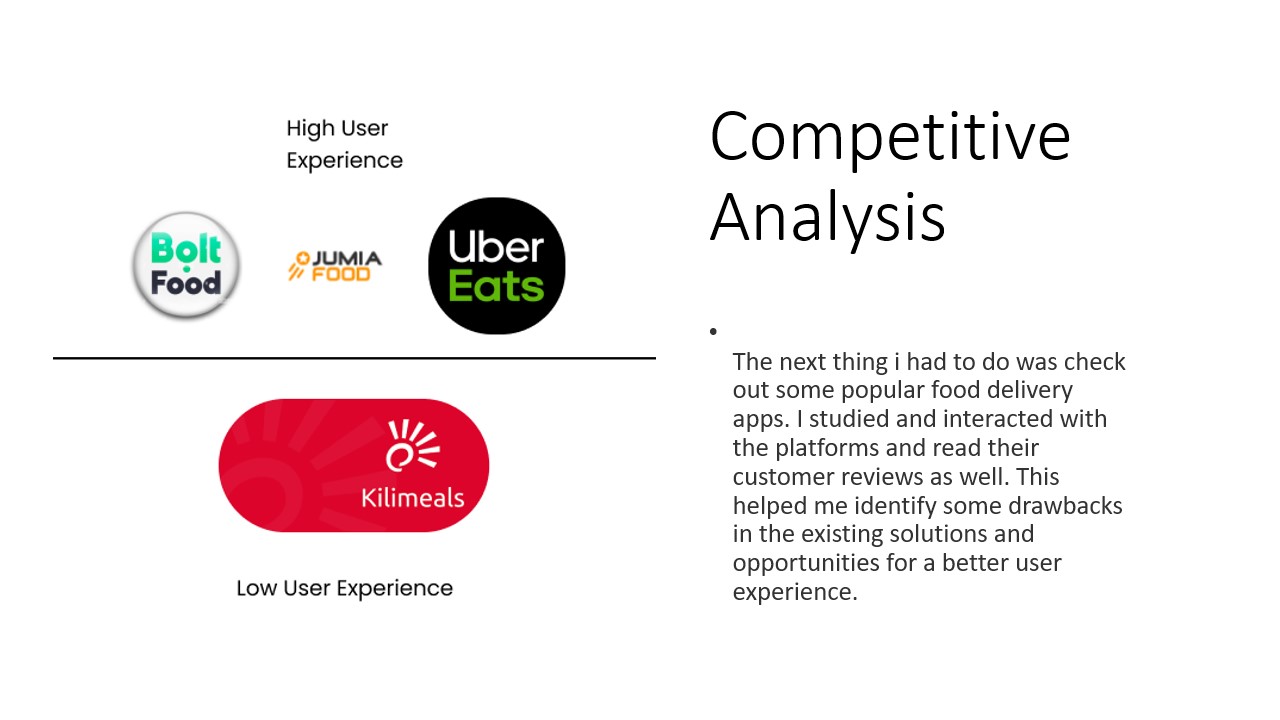 High User
Experience
Bolt
Food
JUMIA
FOOD
Uber
Eats
Kilimeals
Low User Experience
Competitive
Analysis
•
The next thing i had to do was check
out some popular food delivery
apps. I studied and interacted with
the platforms and read their
customer reviews as well. This
helped me identify some drawbacks
in the existing solutions and
opportunities for a better user
experience.